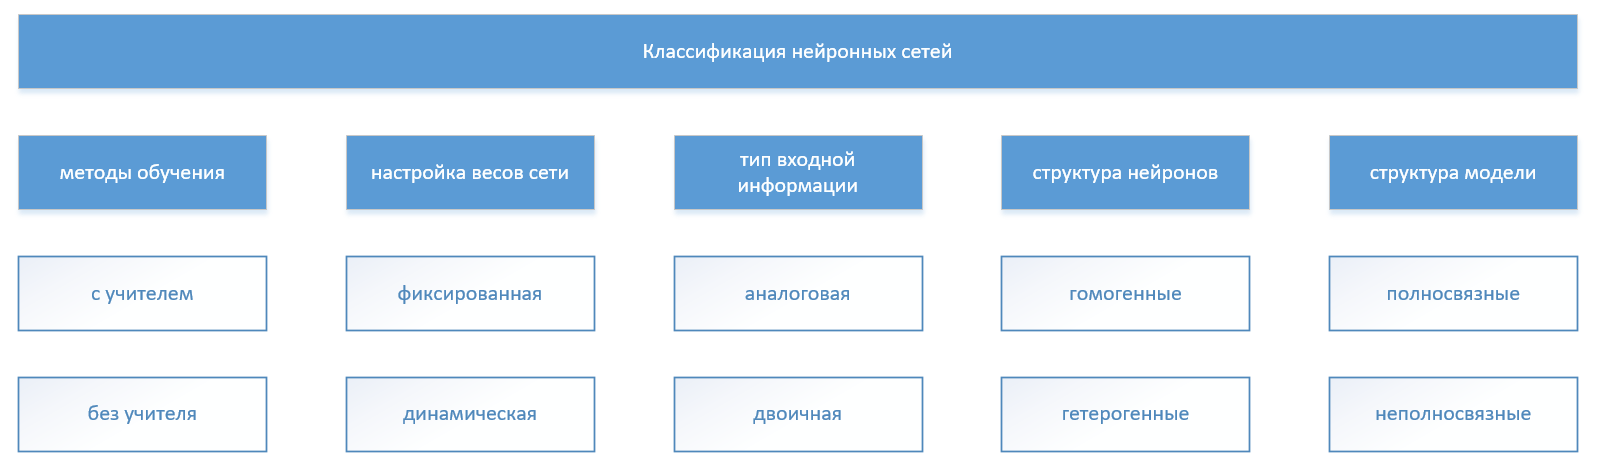 Классификация нейронных сетей
методы обучения
настройка весов сети
тип входной
информации
структура нейронов
структура модели
с учителем
фиксированная
аналоговая
гомогенные
полносвязные
без учителя
динамическая
двоичная
гетерогенные
неполносвязные